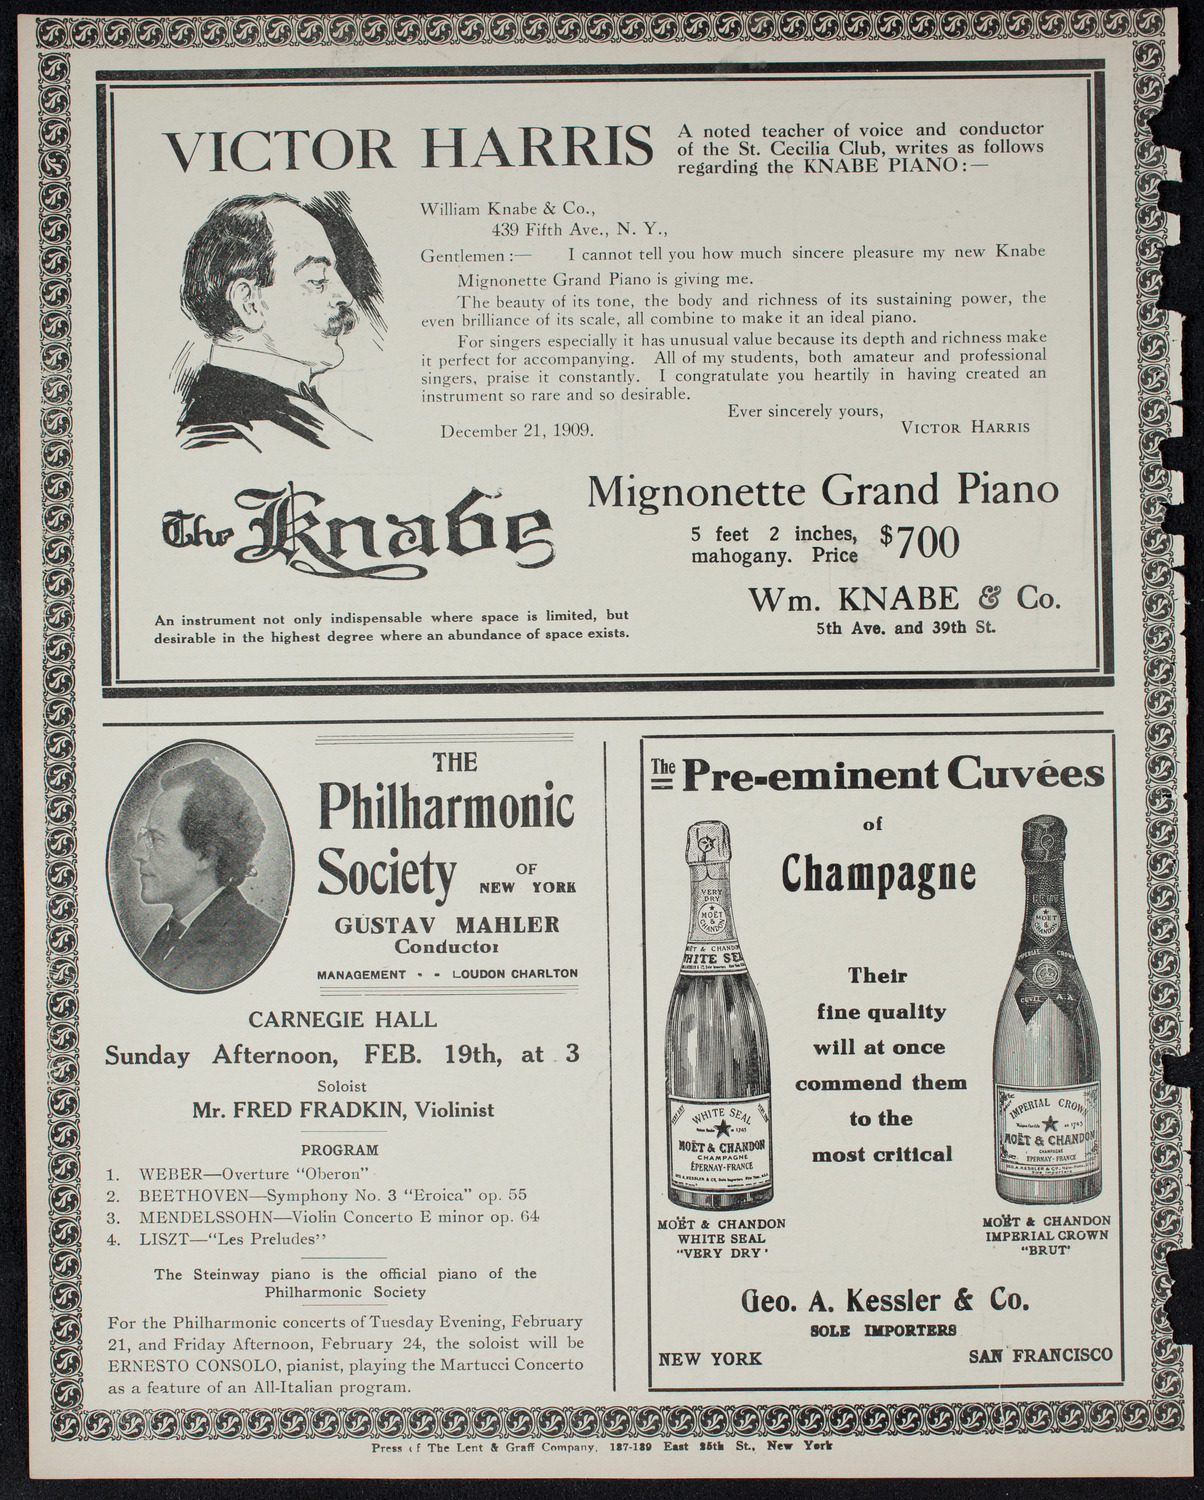 VICTOR HARRIS
A noted teacher of voice and conductor
of the St. Cecilia Club, writes as follows
regarding the KNABE PIANO:—
William Knabe & Co.,
439 Fifth Ave., N. Y.,
Gentlemen:— I cannot tell you how much sincere pleasure my new Knabe
Mignonette Grand Piano is giving me.
The beauty of its tone, the body and richness of its sustaining power, the
even brilliance of its scale, all combine to make it an ideal piano.
For singers especially it has unusual value because its depth and richness make
it perfect for accompanying. All of my students, both amateur and professional
singers, praise it constantly. I congratulate you heartily in having created an
instrument so rare and so desirable.
Ever sincerely yours,
December 21, 1909.
VICTOR HARRIS
The Knabe
Mignonette Grand Piano
5 feet 2 inches,
mahogany. Price $700
Wm. KNABE & Co.
5th Ave. and 39th St.
An instrument not only indispensable where space is limited, but
desirable in the highest degree where an abundance of space exists.
THE
Philharmonic
Society OF
NEW YORK
GUSTAV MAHLER
Conductor
MANAGEMENT - - LOUDON CHARLTON
CARNEGIE HALL
Sunday Afternoon, FEB. 19th, at 3
Soloist
Mr. FRED FRADKIN, Violinist
PROGRAM
1. WEBER—Overture "Oberon"
2. BEETHOVEN—Symphony No. 3 "Eroica" op. 55
3. MENDELSSOHN—Violin Concerto E minor op. 64
4. LISZT—"Les Preludes"
The Steinway piano is the official piano of the
Philharmonic Society
For the Philharmonic concerts of Tuesday Evening, February
21, and Friday Afternoon, February 24, the soloist will be
ERNESTO CONSOLO, pianist, playing the Martucci Concerto
as a feature of an All-Italian program.
The Pre-eminent Cuvées
of
Champagne
Their
fine quality
will at once
commend them
to the
most critical
VERY
DRY
MOËT
CHANDON
WHITE SEAL
WHITE SEAL
MOËT & CHANDON
CHAMPAGNE
ÉPERNAY-FRANCE
MOËT & CHANDON
WHITE SEAL
"VERY DRY"
BRUT
MOËT
CHANDON
IMPERIAL CROWN
MOËT & CHANDON
CHAMPAGNE
ÉPERNAY-FRANCE
MOËT & CHANDON
IMPERIAL CROWN
"BRUT"
Geo. A. Kessler & Co.
SOLE IMPORTERS
NEW YORK SAN FRANCISCO
Press of The Lent & Graff Company, 137-139 East 25th St., New York